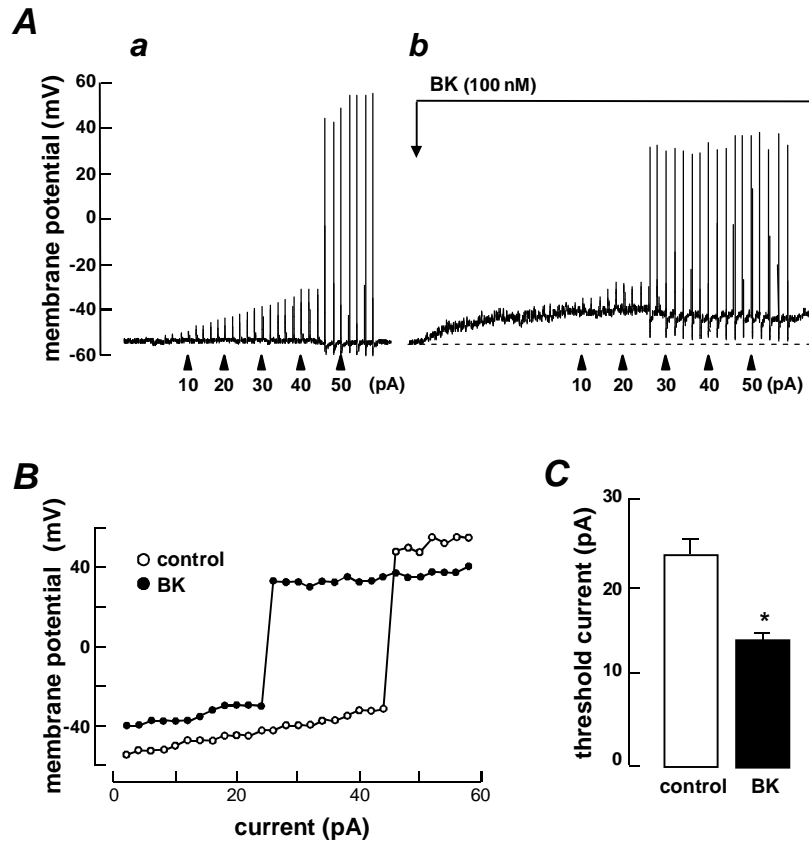 A
a
b
membrane potential (mV)
60
40
20
0
-20
-40
-60
BK (100 nM)
10 20 30 40 50 (pA)
10 20 30 40 50 (pA)
B
membrane potential (mV)
40
0
-40
control
BK
0 20 40 60
current (pA)
C
threshold current (pA)
30
20
10
0
*
control BK